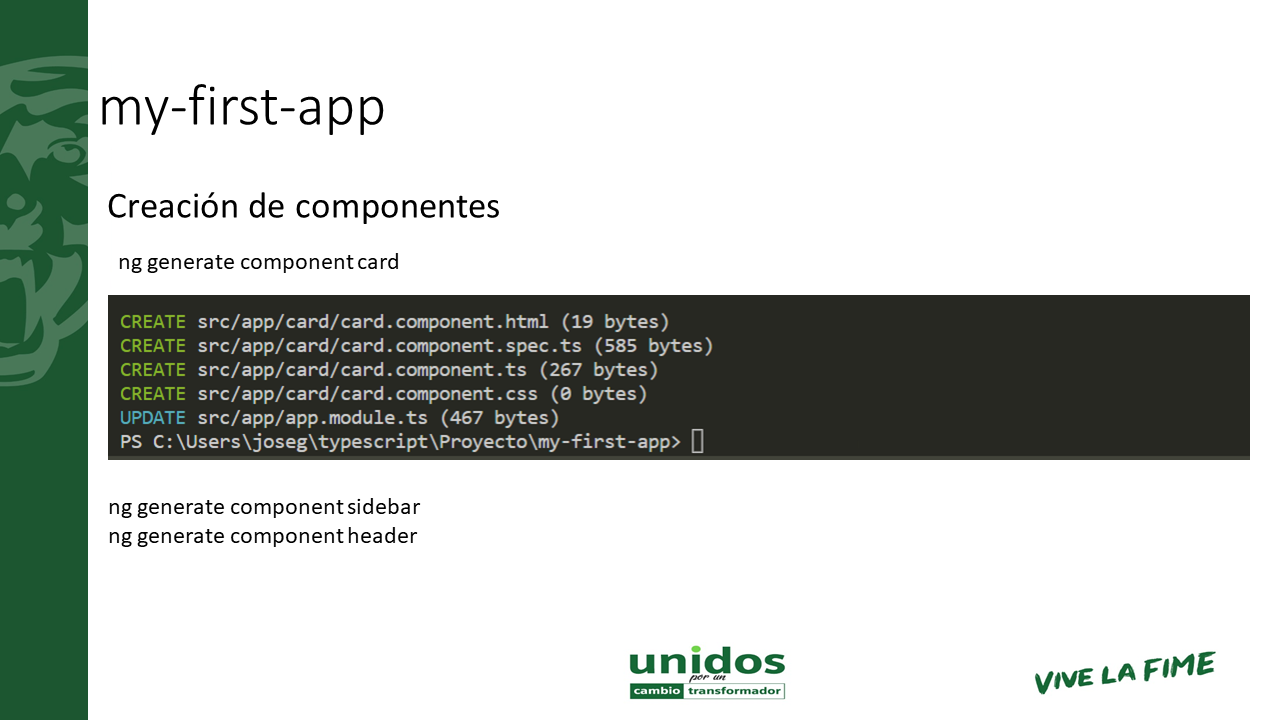 my-first-app
Creación de componentes
ng generate component card
CREATE src/app/card/card.component.html (19 bytes)
CREATE src/app/card/card.component.spec.ts (585 bytes)
CREATE src/app/card/card.component.ts (267 bytes)
CREATE src/app/card/card.component.css (0 bytes)
UPDATE src/app/app.module.ts (467 bytes)
PS C:\Users\joseg\typescript\Proyecto\my-first-app>
ng generate component sidebar
ng generate component header
unidos
por un
cambio transformador
VIVE LA FIME